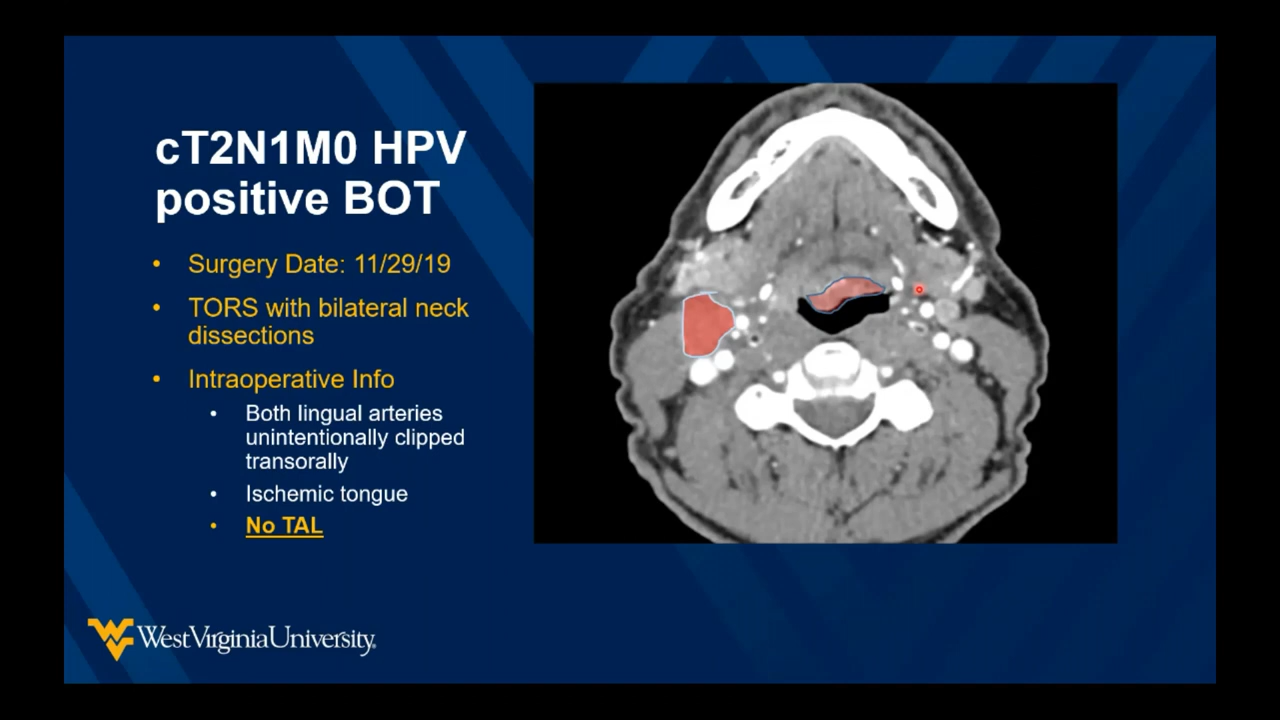 cT2N1M0 HPV
positive BOT
• Surgery Date: 11/29/19
• TORS with bilateral neck
dissections
• Intraoperative Info
• Both lingual arteries
unintentionally clipped
transorally
• Ischemic tongue
• No TAL
WV WestVirginiaUniversity.